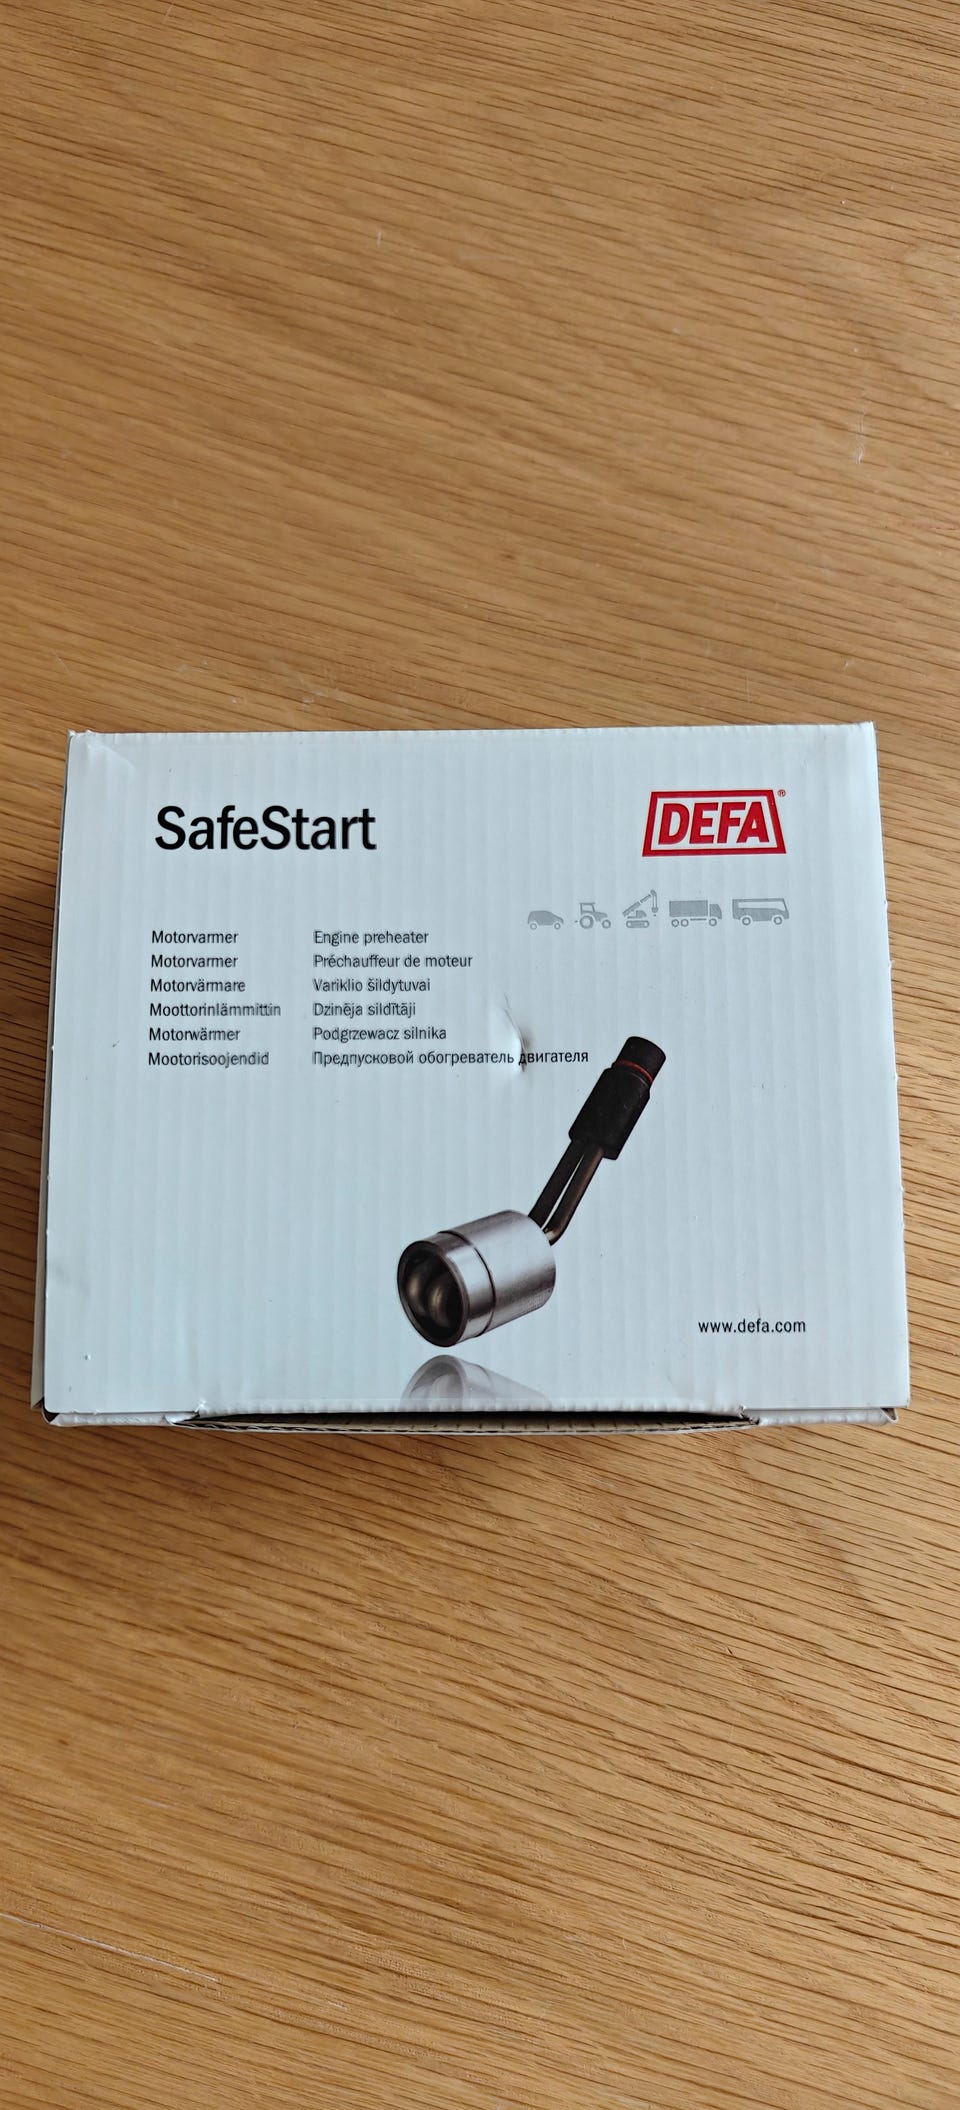 SafeStart
DEFA®
Motorvarmer
Motorvarmer
Motorvärmare
Moottorinlämmittin
Motorwärmer
Mootorisoojendid
Engine preheater
Préchauffeur de moteur
Variklio šildytuvai
Dzinēja sildītāji
Podgrzewacz silnika
Предпусковой обогреватель двигателя
www.defa.com